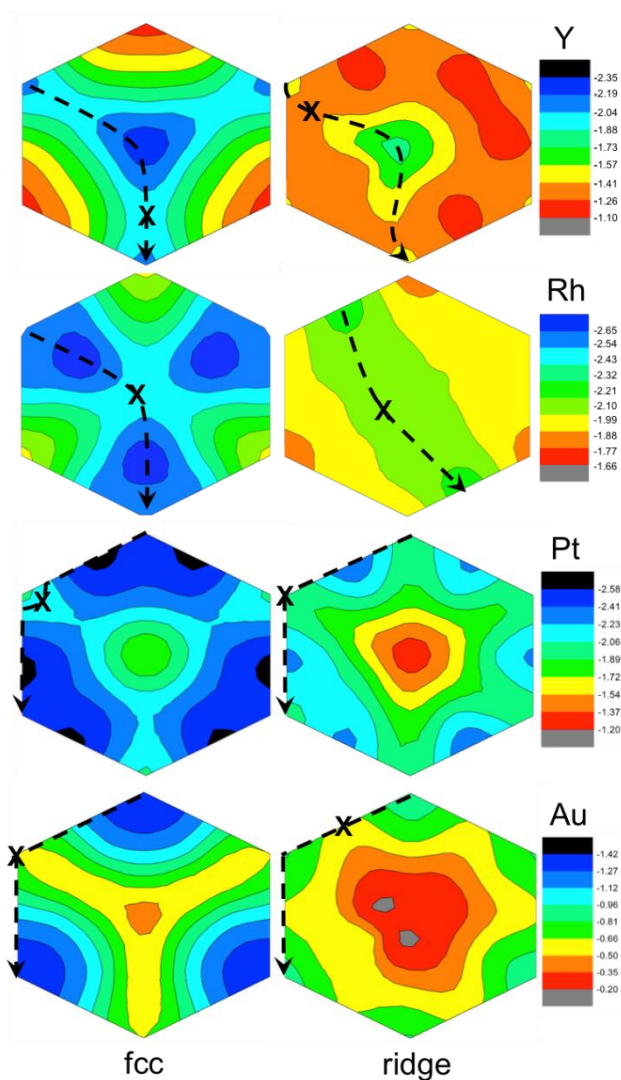 Y
-2.35
-2.19
-2.04
-1.88
-1.73
-1.57
-1.41
-1.26
-1.10
X
X
Rh
-2.65
-2.54
-2.43
-2.32
-2.21
-2.10
-1.99
-1.88
-1.77
-1.66
X
X
Pt
-2.58
-2.41
-2.23
-2.06
-1.89
-1.72
-1.54
-1.37
-1.20
X
X
Au
-1.42
-1.27
-1.12
-0.96
-0.81
-0.66
-0.50
-0.35
-0.20
X
X
fcc ridge